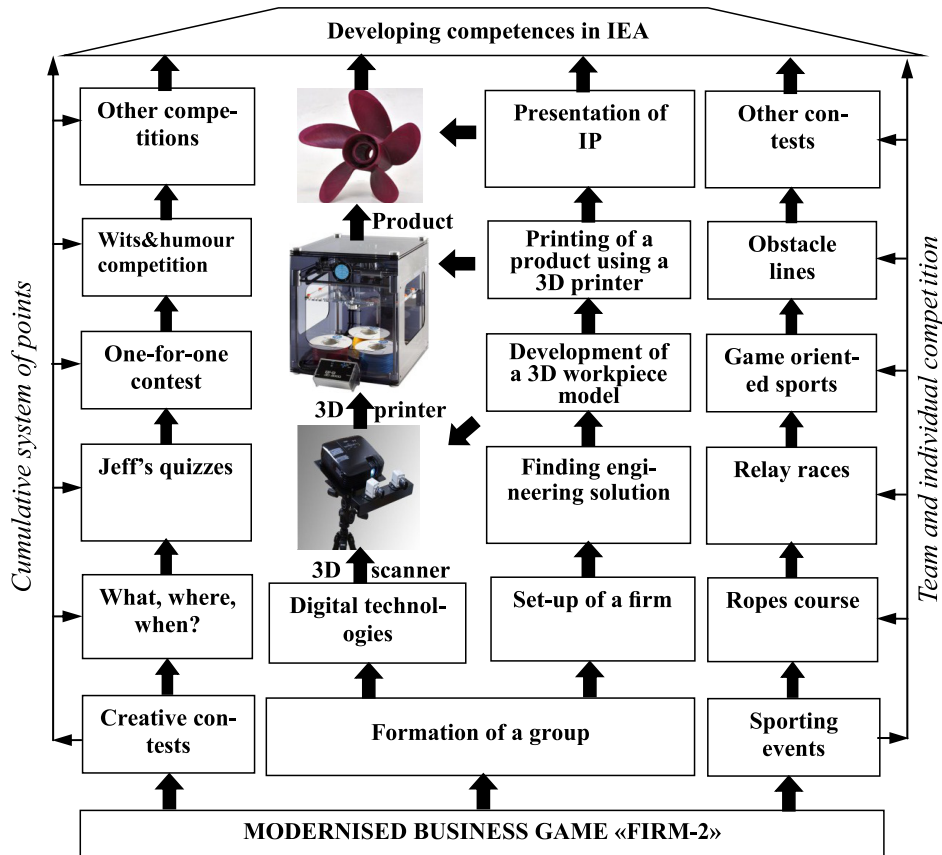 Developing competences in IEA
Other compe-
titions
Presentation of
IP
Other con-
tests
Product
Wits&humour
competition
Printing of a
product using a
3D printer
Obstacle
lines
One-for-one
contest
Development of
a 3D workpiece
model
Game orient-
ed sports
3D printer
Jeff's quizzes
Finding engi-
neering solution
Relay races
3D scanner
What, where,
when?
Digital technol-
ogies
Set-up of a firm
Ropes course
Creative con-
tests
Formation of a group
Sporting
events
MODERNISED BUSINESS GAME «FIRM-2»
Cumulative system of points
Team and individual competition